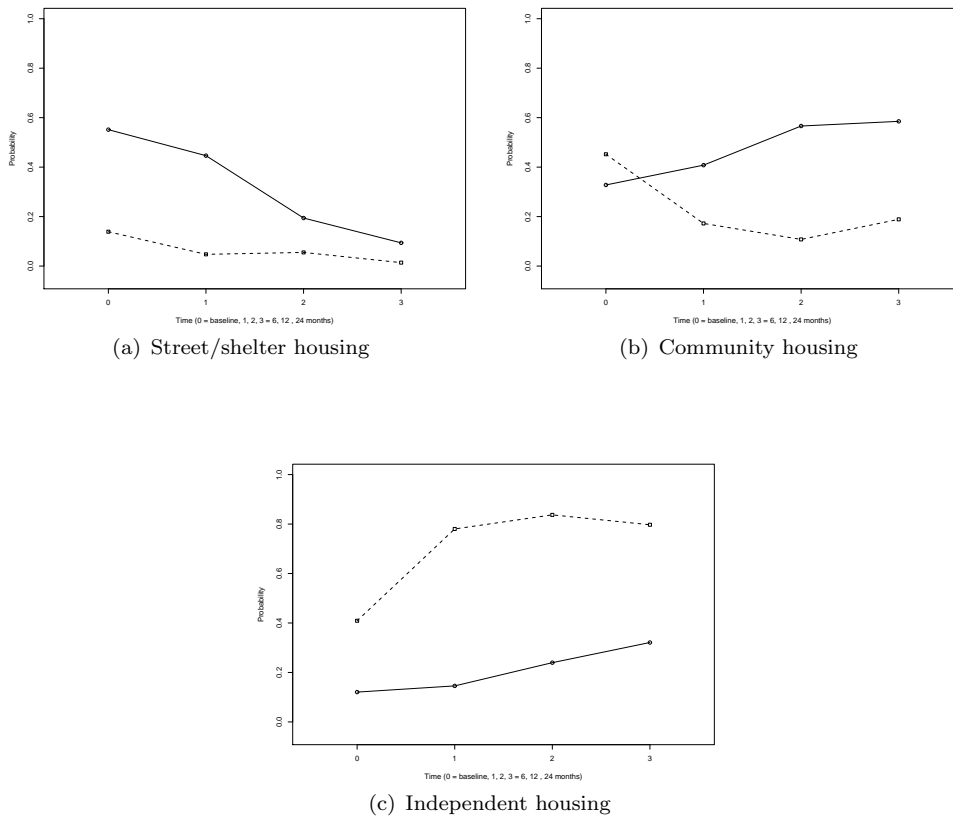 1.0
0.8
0.6
0.4
0.2
0.0
Probability
0 1 2 3
Time (0 = baseline, 1, 2, 3 = 6, 12 , 24 months)
(a) Street/shelter housing
1.0
0.8
0.6
0.4
0.2
0.0
Probability
0 1 2 3
Time (0 = baseline, 1, 2, 3 = 6, 12 , 24 months)
(b) Community housing
1.0
0.8
0.6
0.4
0.2
0.0
Probability
0 1 2 3
Time (0 = baseline, 1, 2, 3 = 6, 12 , 24 months)
(c) Independent housing